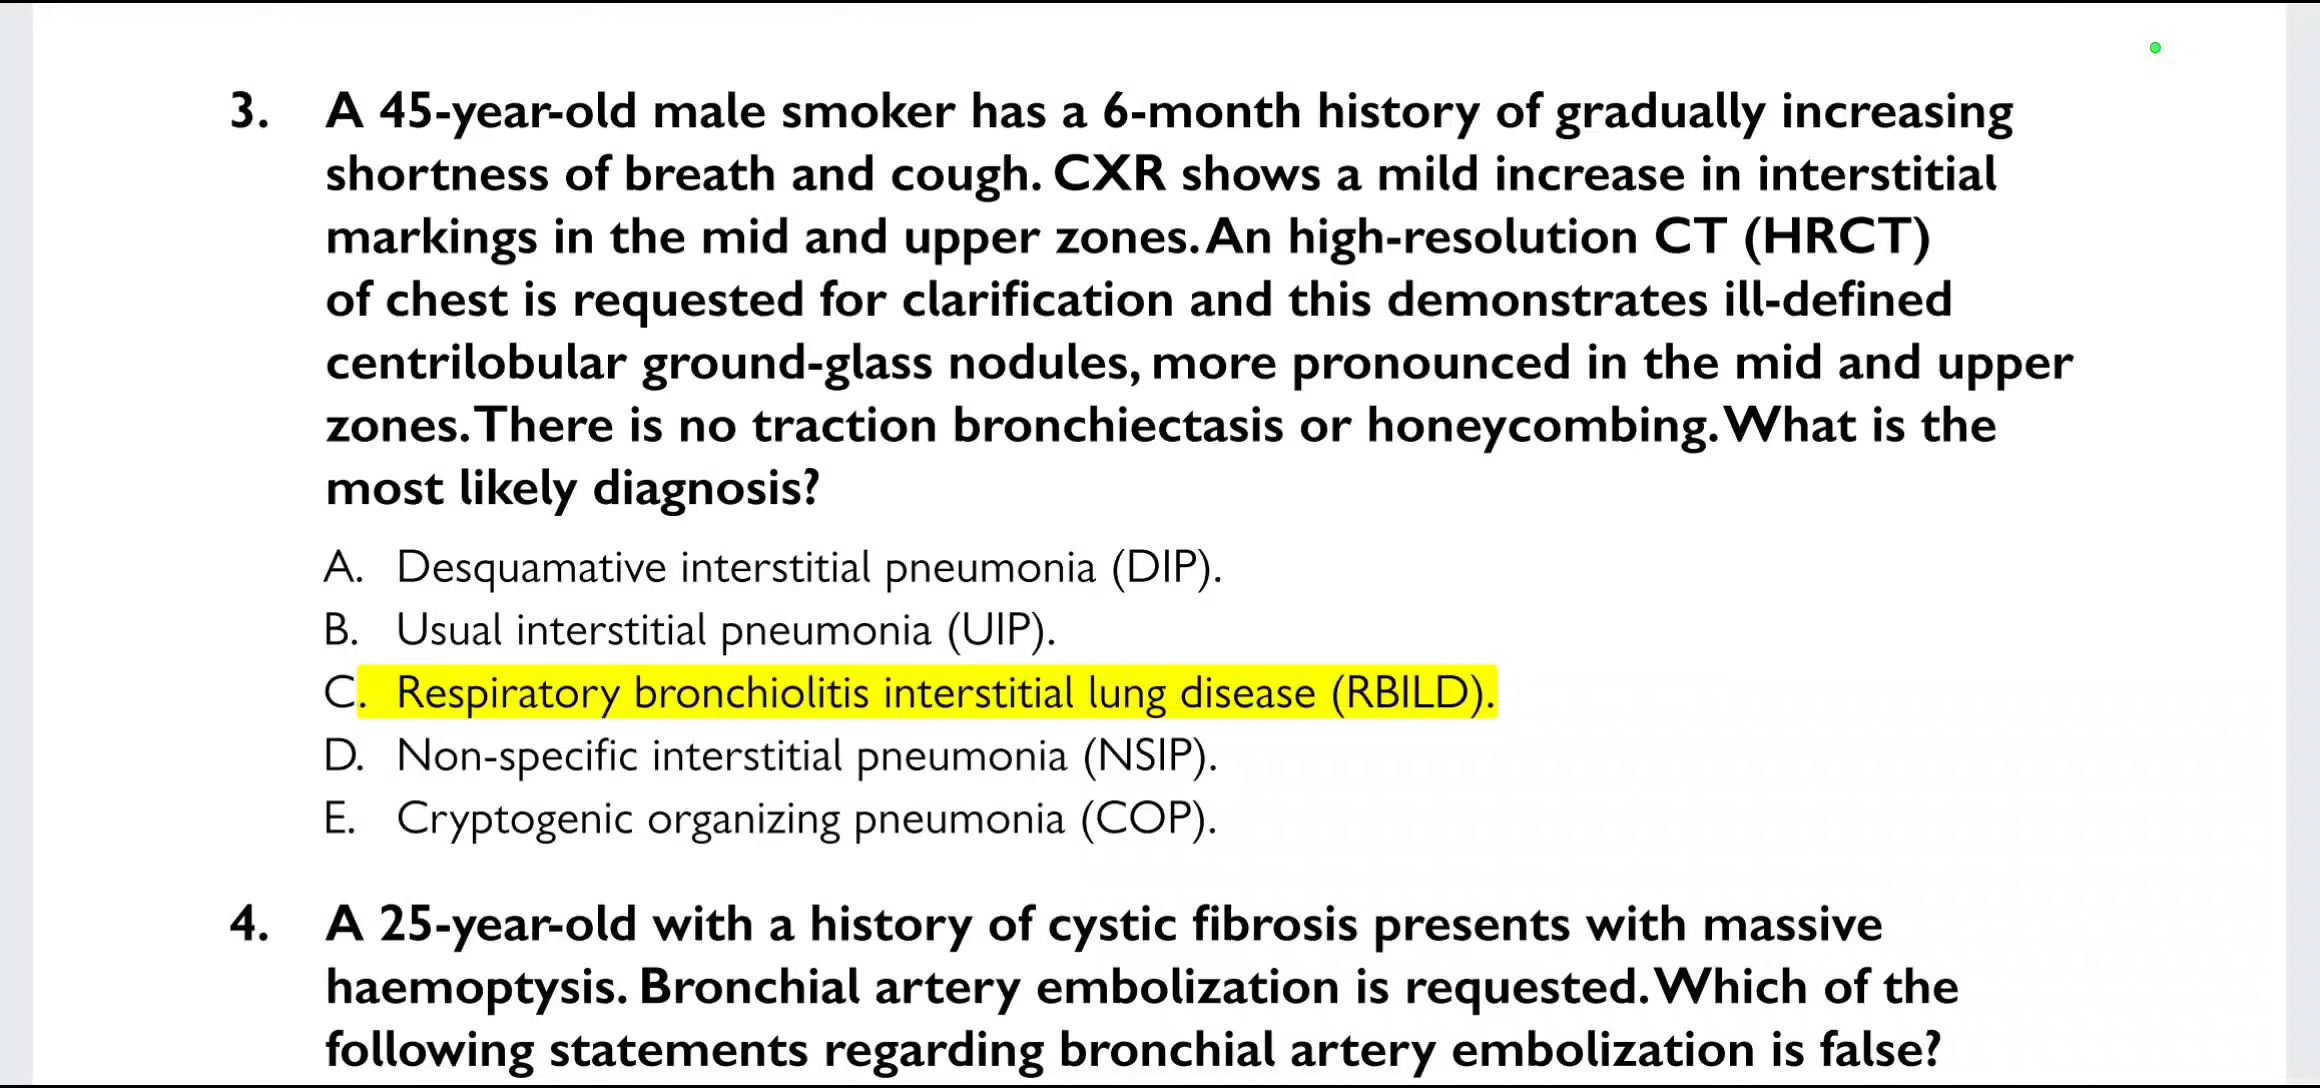 3. A 45-year-old male smoker has a 6-month history of gradually increasing
shortness of breath and cough. CXR shows a mild increase in interstitial
markings in the mid and upper zones. An high-resolution CT (HRCT)
of chest is requested for clarification and this demonstrates ill-defined
centrilobular ground-glass nodules, more pronounced in the mid and upper
zones. There is no traction bronchiectasis or honeycombing. What is the
most likely diagnosis?
A. Desquamative interstitial pneumonia (DIP).
B. Usual interstitial pneumonia (UIP).
C. Respiratory bronchiolitis interstitial lung disease (RBILD).
D. Non-specific interstitial pneumonia (NSIP).
E. Cryptogenic organizing pneumonia (COP).
4. A 25-year-old with a history of cystic fibrosis presents with massive
haemoptysis. Bronchial artery embolization is requested. Which of the
following statements regarding bronchial artery embolization is false?